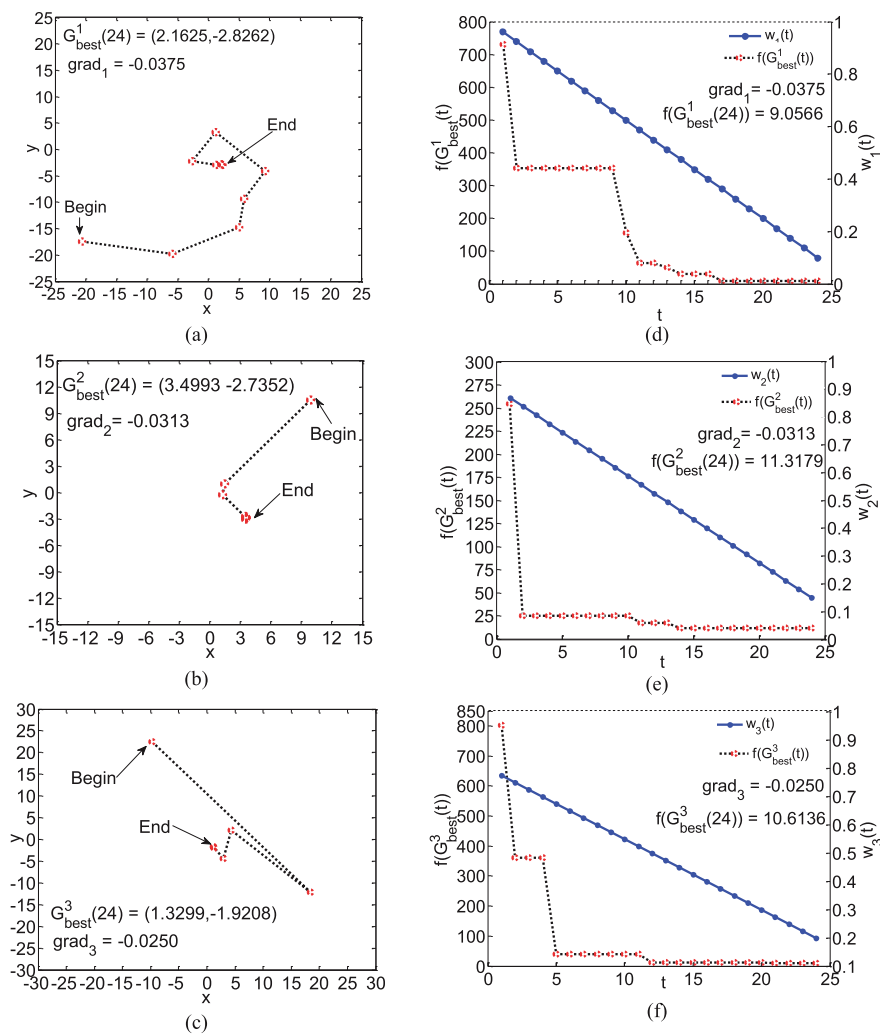 G¹best(24) = (2.1625,-2.8262)
grad₁ = -0.0375
End
Begin
y
25
20
15
10
5
0
-5
-10
-15
-20
-25
-25 -20 -15 -10 -5 0 5 10 15 20 25
x
(a)
w₁(t)
f(G¹best(t))
grad₁= -0.0375
f(G¹best(24)) = 9.0566
f(G¹best(t)
800
700
600
500
400
300
200
100
0
0 5 10 15 20 25
t
1
0.8
0.6
0.4
0.2
0
w₁(t)
(d)
G²best(24) = (3.4993 -2.7352)
grad₂= -0.0313
Begin
End
y
15
12
9
6
3
0
-3
-6
-9
-12
-15
-15 -12 -9 -6 -3 0 3 6 9 12 15
x
(b)
w₂(t)
f(G²best(t))
grad₂= -0.0313
f(G²best(24)) = 11.3179
f(G²best(t))
300
275
250
225
200
175
150
125
100
75
50
25
0
0 5 10 15 20 25
t
1
0.9
0.8
0.7
0.6
0.5
0.4
0.3
0.2
0.1
0
w₂(t)
(e)
Begin
End
G³best(24) = (1.3299,-1.9208)
grad₃ = -0.0250
y
30
25
20
15
10
5
0
-5
-10
-15
-20
-25
-30
-30 -25 -20 -15 -10 -5 0 5 10 15 20 25 30
x
(c)
w₃(t)
f(G³best(t))
grad₃ = -0.0250
f(G³best(24)) = 10.6136
f(G³best(t))
850
800
700
600
500
400
300
200
100
0
0 5 10 15 20 25
t
1
0.9
0.8
0.7
0.6
0.5
0.4
0.3
0.2
0.1
w₃(t)
(f)